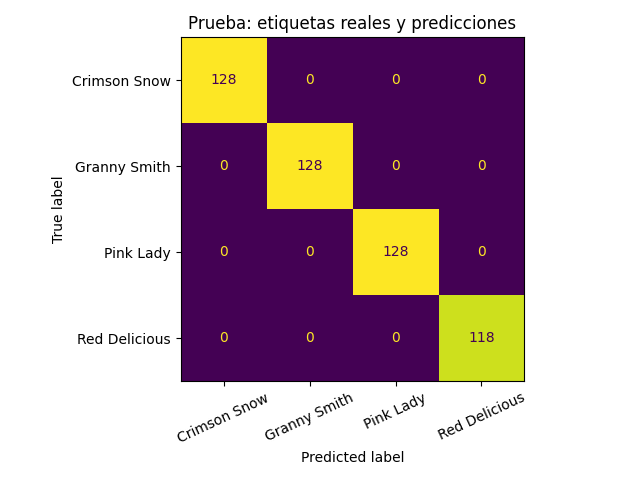 Prueba: etiquetas reales y predicciones
Crimson Snow 128 0 0 0
Granny Smith 0 128 0 0
Pink Lady 0 0 128 0
Red Delicious 0 0 0 118
True label
Crimson Snow Granny Smith Pink Lady Red Delicious
Predicted label